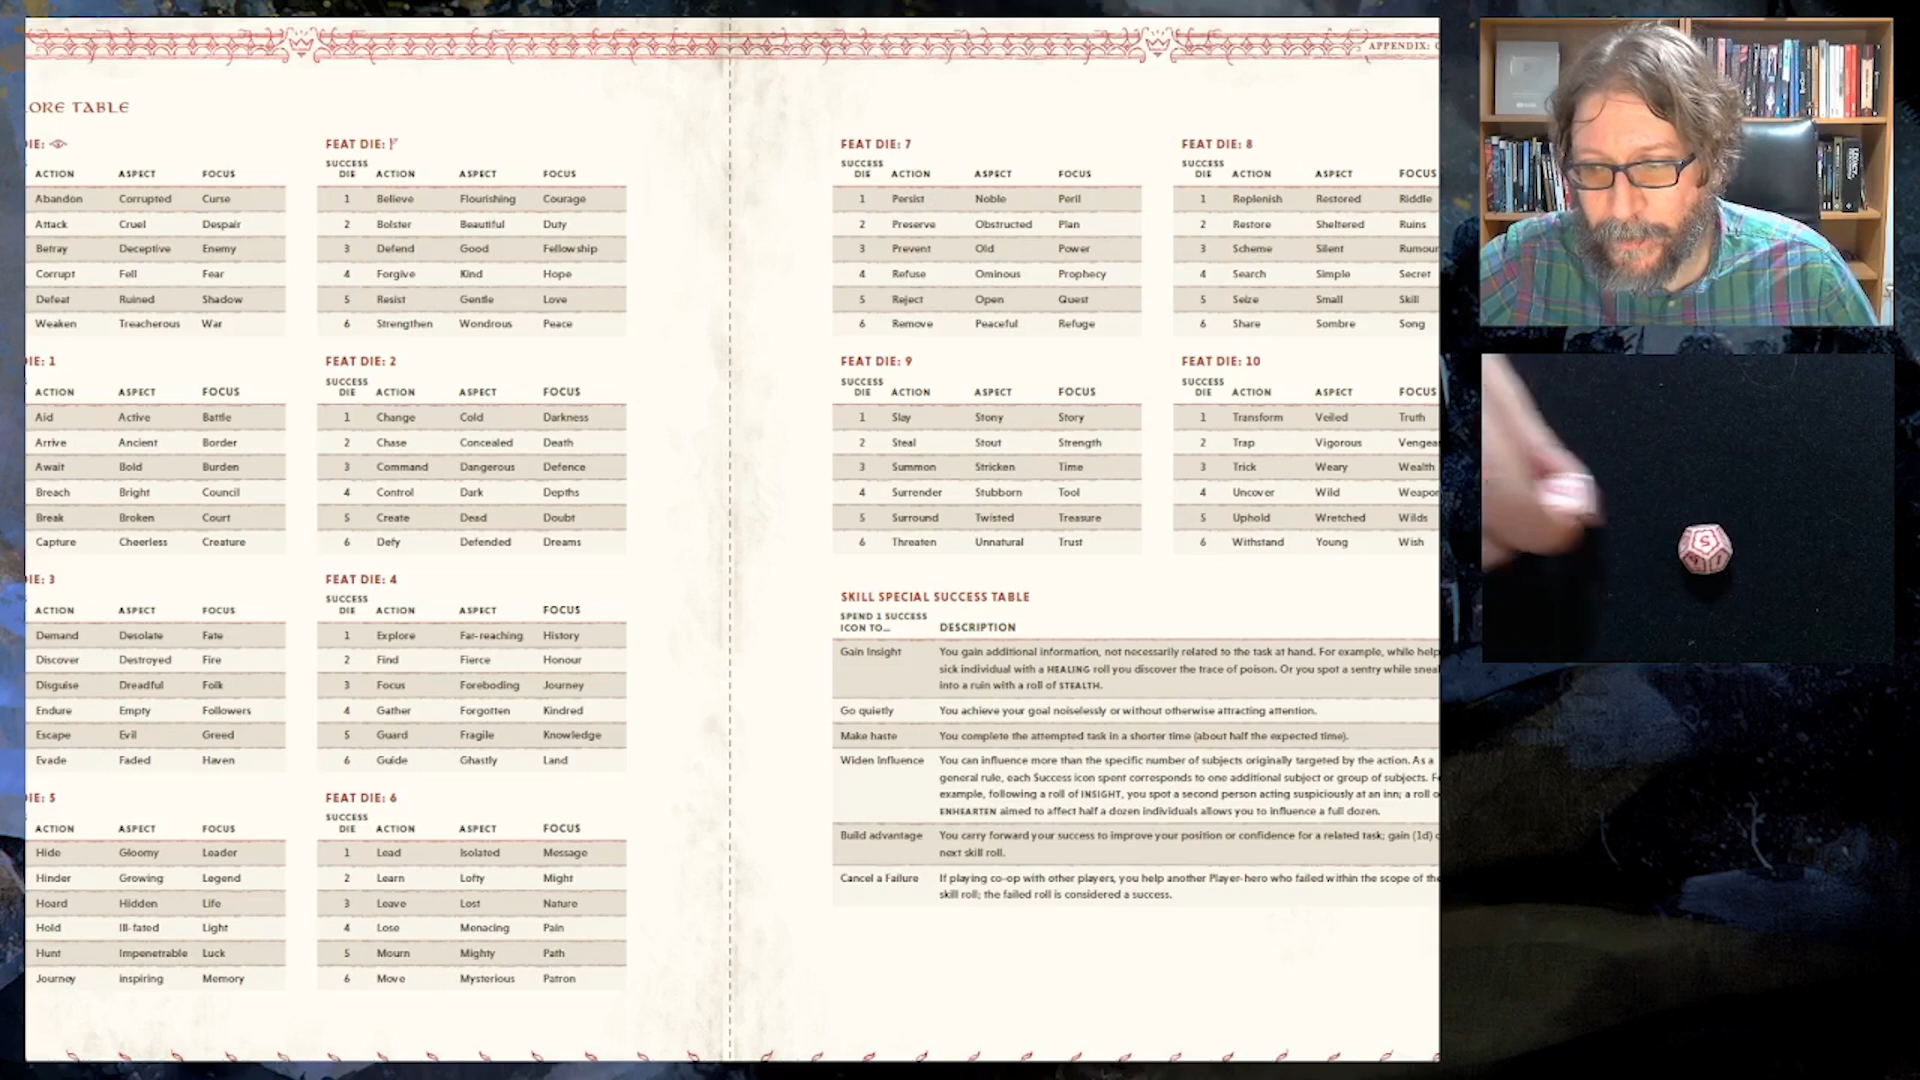 APPENDIX:
ORE TABLE
DIE:
ACTION ASPECT FOCUS
Abandon Corrupted Curse
Attack Cruel Despair
Betray Deceptive Enemy
Corrupt Fell Fear
Defeat Ruined Shadow
Weaken Treacherous War
FEAT DIE:
SUCCESS
DIE ACTION ASPECT FOCUS
1 Believe Flourishing Courage
2 Bolster Beautiful Duty
3 Defend Good Fellowship
4 Forgive Kind Hope
5 Resist Gentle Love
6 Strengthen Wondrous Peace
DIE: 1
ACTION ASPECT FOCUS
Aid Active Battle
Arrive Ancient Border
Await Bold Burden
Breach Bright Council
Break Broken Court
Capture Cheerless Creature
FEAT DIE: 2
SUCCESS
DIE ACTION ASPECT FOCUS
1 Change Cold Darkness
2 Chase Concealed Death
3 Command Dangerous Defence
4 Control Dark Depths
5 Create Dead Doubt
6 Defy Defended Dreams
DIE: 3
ACTION ASPECT FOCUS
Demand Desolate Fate
Discover Destroyed Fire
Disguise Dreadful Folk
Endure Empty Followers
Escape Evil Greed
Evade Faded Haven
FEAT DIE: 4
SUCCESS
DIE ACTION ASPECT FOCUS
1 Explore Far-reaching History
2 Find Fierce Honour
3 Focus Foreboding Journey
4 Gather Forgotten Kindred
5 Guard Fragile Knowledge
6 Guide Ghastly Land
DIE: 5
ACTION ASPECT FOCUS
Hide Gloomy Leader
Hinder Growing Legend
Hoard Hidden Life
Hold Ill-fated Light
Hunt Impenetrable Luck
Journey inspiring Memory
FEAT DIE: 6
SUCCESS
DIE ACTION ASPECT FOCUS
1 Lead Isolated Message
2 Learn Lofty Might
3 Leave Lost Nature
4 Lose Menacing Pain
5 Mourn Mighty Path
6 Move Mysterious Patron
FEAT DIE: 7
SUCCESS
DIE ACTION ASPECT FOCUS
1 Persist Noble Peril
2 Preserve Obstructed Plan
3 Prevent Old Power
4 Refuse Ominous Prophecy
5 Reject Open Quest
6 Remove Peaceful Refuge
FEAT DIE: 8
SUCCESS
DIE ACTION ASPECT FOCUS
1 Replenish Restored Riddle
2 Restore Sheltered Ruins
3 Scheme Silent Rumour
4 Search Simple Secret
5 Seize Small Skill
6 Share Sombre Song
FEAT DIE: 9
SUCCESS
DIE ACTION ASPECT FOCUS
1 Slay Stony Story
2 Steal Stout Strength
3 Summon Stricken Time
4 Surrender Stubborn Tool
5 Surround Twisted Treasure
6 Threaten Unnatural Trust
FEAT DIE: 10
SUCCESS
DIE ACTION ASPECT FOCUS
1 Transform Veiled Truth
2 Trap Vigorous Vengea
3 Trick Weary Wealth
4 Uncover Wild Weapon
5 Uphold Wretched Wilds
6 Withstand Young Wish
SKILL SPECIAL SUCCESS TABLE
SPEND 1 SUCCESS
ICON TO... DESCRIPTION
Gain Insight You gain additional information, not necessarily related to the task at hand. For example, while help
sick individual with a HEALING roll you discover the trace of poison. Or you spot a sentry while sneak
into a ruin with a roll of STEALTH.
Go quietly You achieve your goal noiselessly or without otherwise attracting attention.
Make haste You complete the attempted task in a shorter time (about half the expected time).
Widen Influence You can influence more than the specific number of subjects originally targeted by the action. As a
general rule, each Success icon spent corresponds to one additional subject or group of subjects. Fo
example, following a roll of INSIGHT, you spot a second person acting suspiciously at an inn; a roll o
ENHEARTEN aimed to affect half a dozen individuals allows you to influence a full dozen.
Build advantage You carry forward your success to improve your position or confidence for a related task; gain (1d) o
next skill roll.
Cancel a Failure If playing co-op with other players, you help another Player-hero who failed within the scope of the
skill roll; the failed roll is considered a success.
5